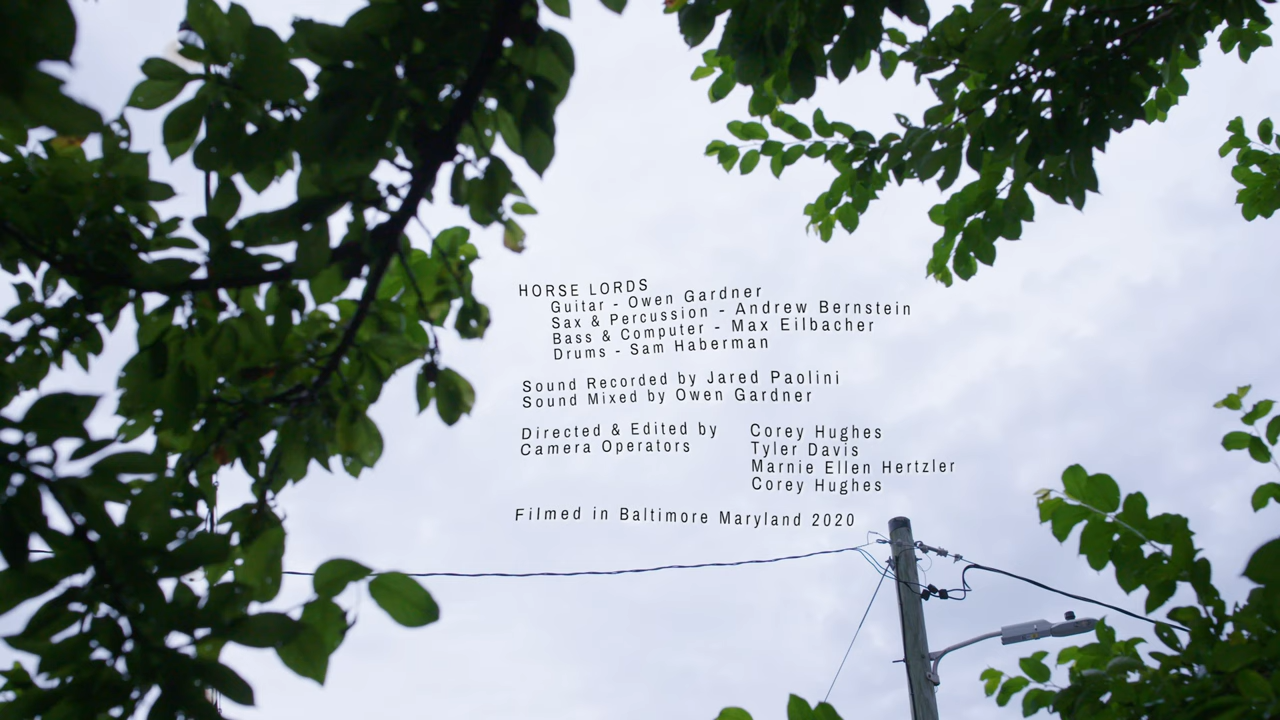 HORSE LORDS
Guitar - Owen Gardner
Sax & Percussion - Andrew Bernstein
Bass & Computer - Max Eilbacher
Drums - Sam Haberman
Sound Recorded by Jared Paolini
Sound Mixed by Owen Gardner
Directed & Edited by Corey Hughes
Camera Operators Tyler Davis
Marnie Ellen Hertzler
Corey Hughes
Filmed in Baltimore Maryland 2020